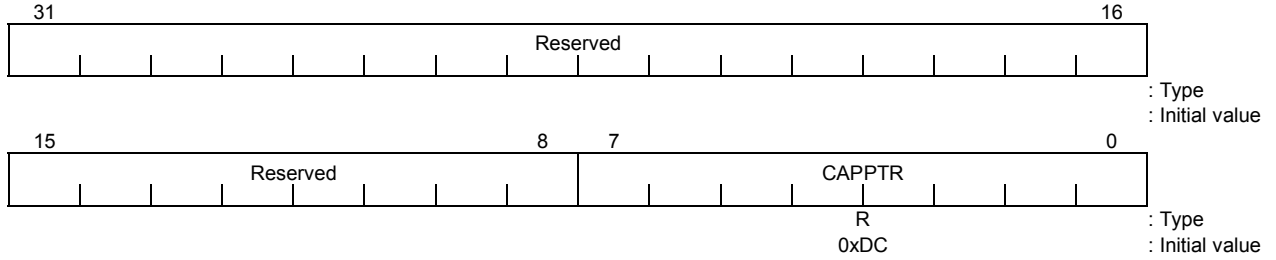 31 16
Reserved
: Type
: Initial value
15 8 7 0
Reserved CAPPTR
R : Type
0xDC : Initial value